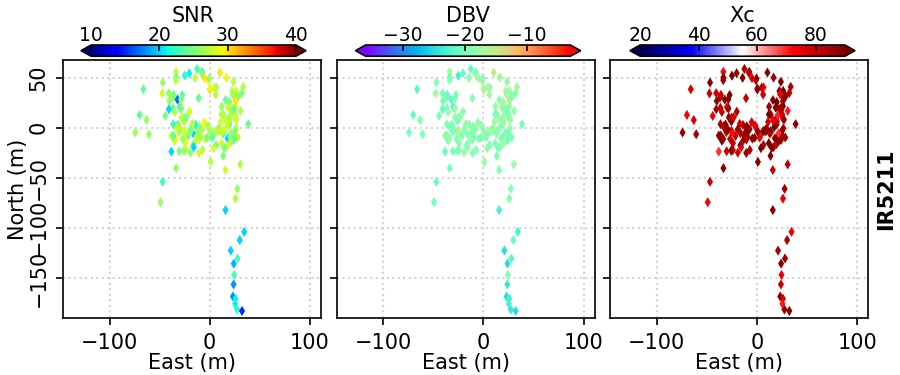 SNR DBV Xc
10 20 30 40 −30 −20 −10 20 40 60 80
50
0
−50
−100
−150
North (m)
IR5211
−100 0 100 −100 0 100 −100 0 100
East (m) East (m) East (m)